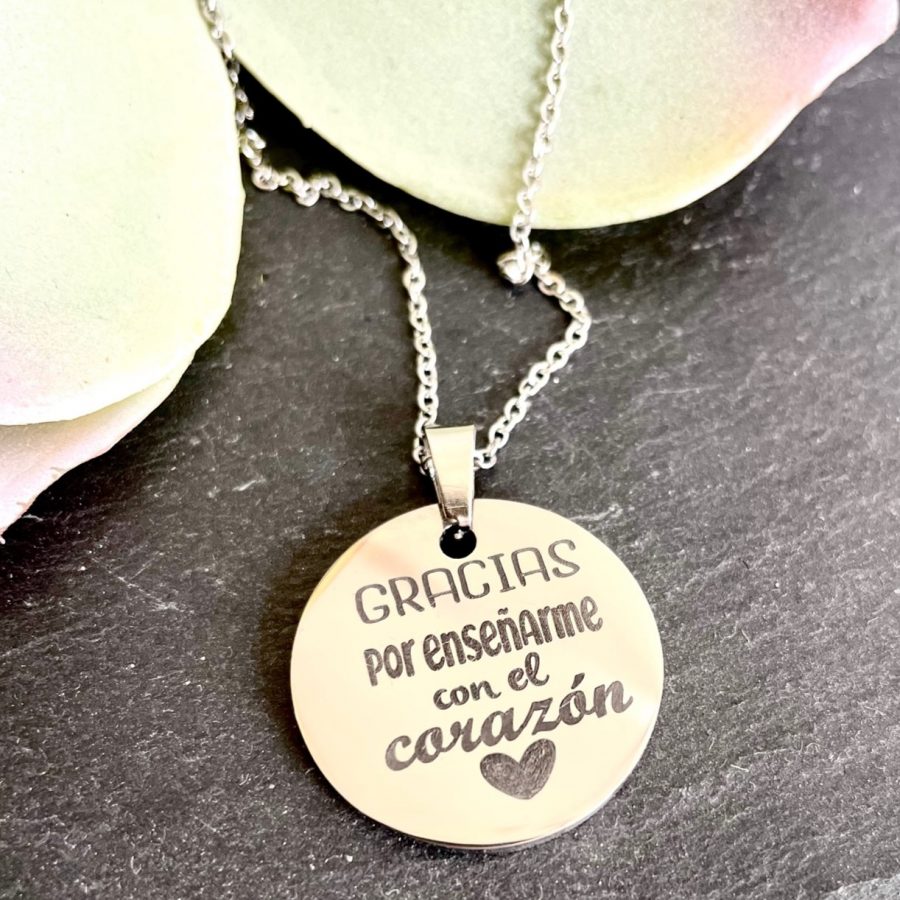 GRACIAS
por enseñarme
con el
corazón